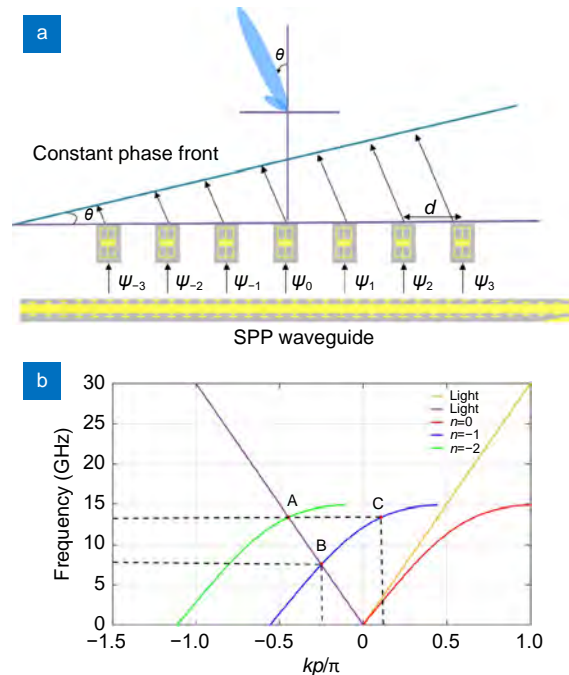 a
θ
Constant phase front
θ
d
ψ₋₃ ψ₋₂ ψ₋₁ ψ₀ ψ₁ ψ₂ ψ₃
SPP waveguide
b
30
25
20
15
10
5
0
Frequency (GHz)
Light
Light
n=0
n=−1
n=−2
A
B
C
−1.5 −1.0 −0.5 0 0.5 1.0
kp/π